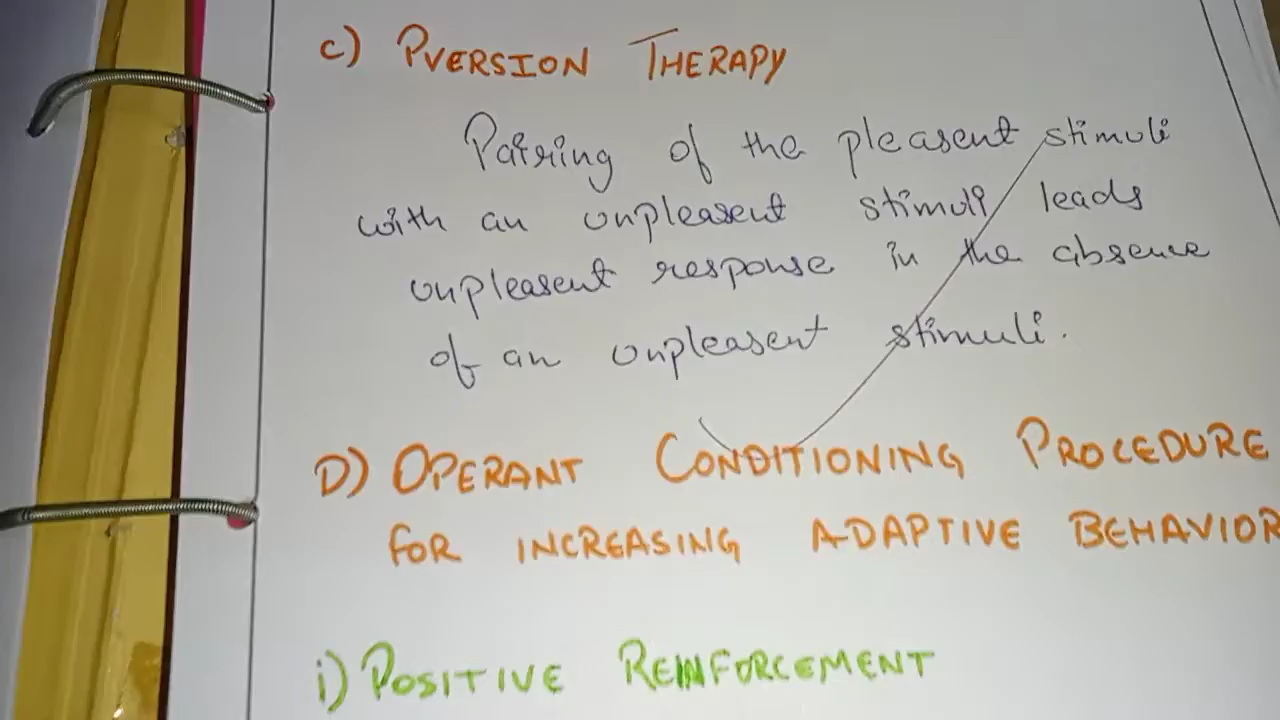 C) PVERSION THERAPY
Pairing of the pleasent stimuli
with an unpleasent stimuli leads
unpleasent response in the absence
of an unpleasent stimuli.
D) OPERANT CONDITIONING PROCEDURE
FOR INCREASING ADAPTIVE BEHAVIOR
i) POSITIVE REINFORCEMENT